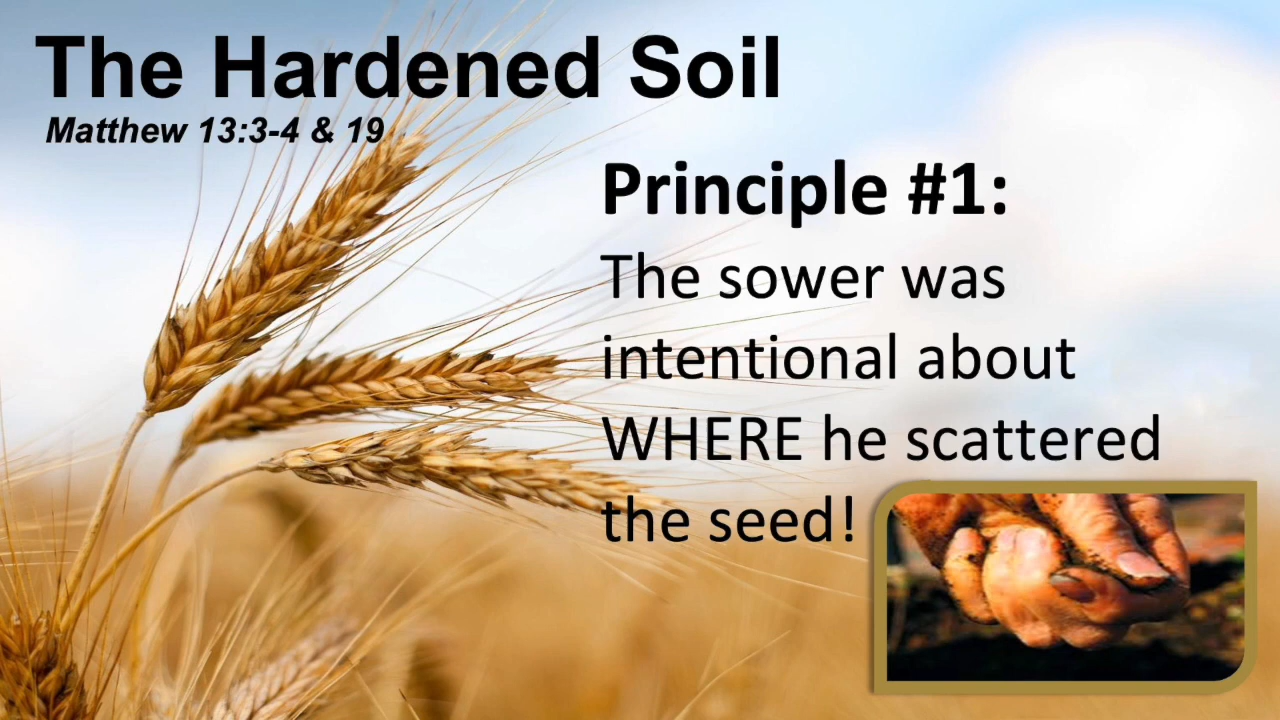 The Hardened Soil
Matthew 13:3-4 & 19
Principle #1:
The sower was
intentional about
WHERE he scattered
the seed!